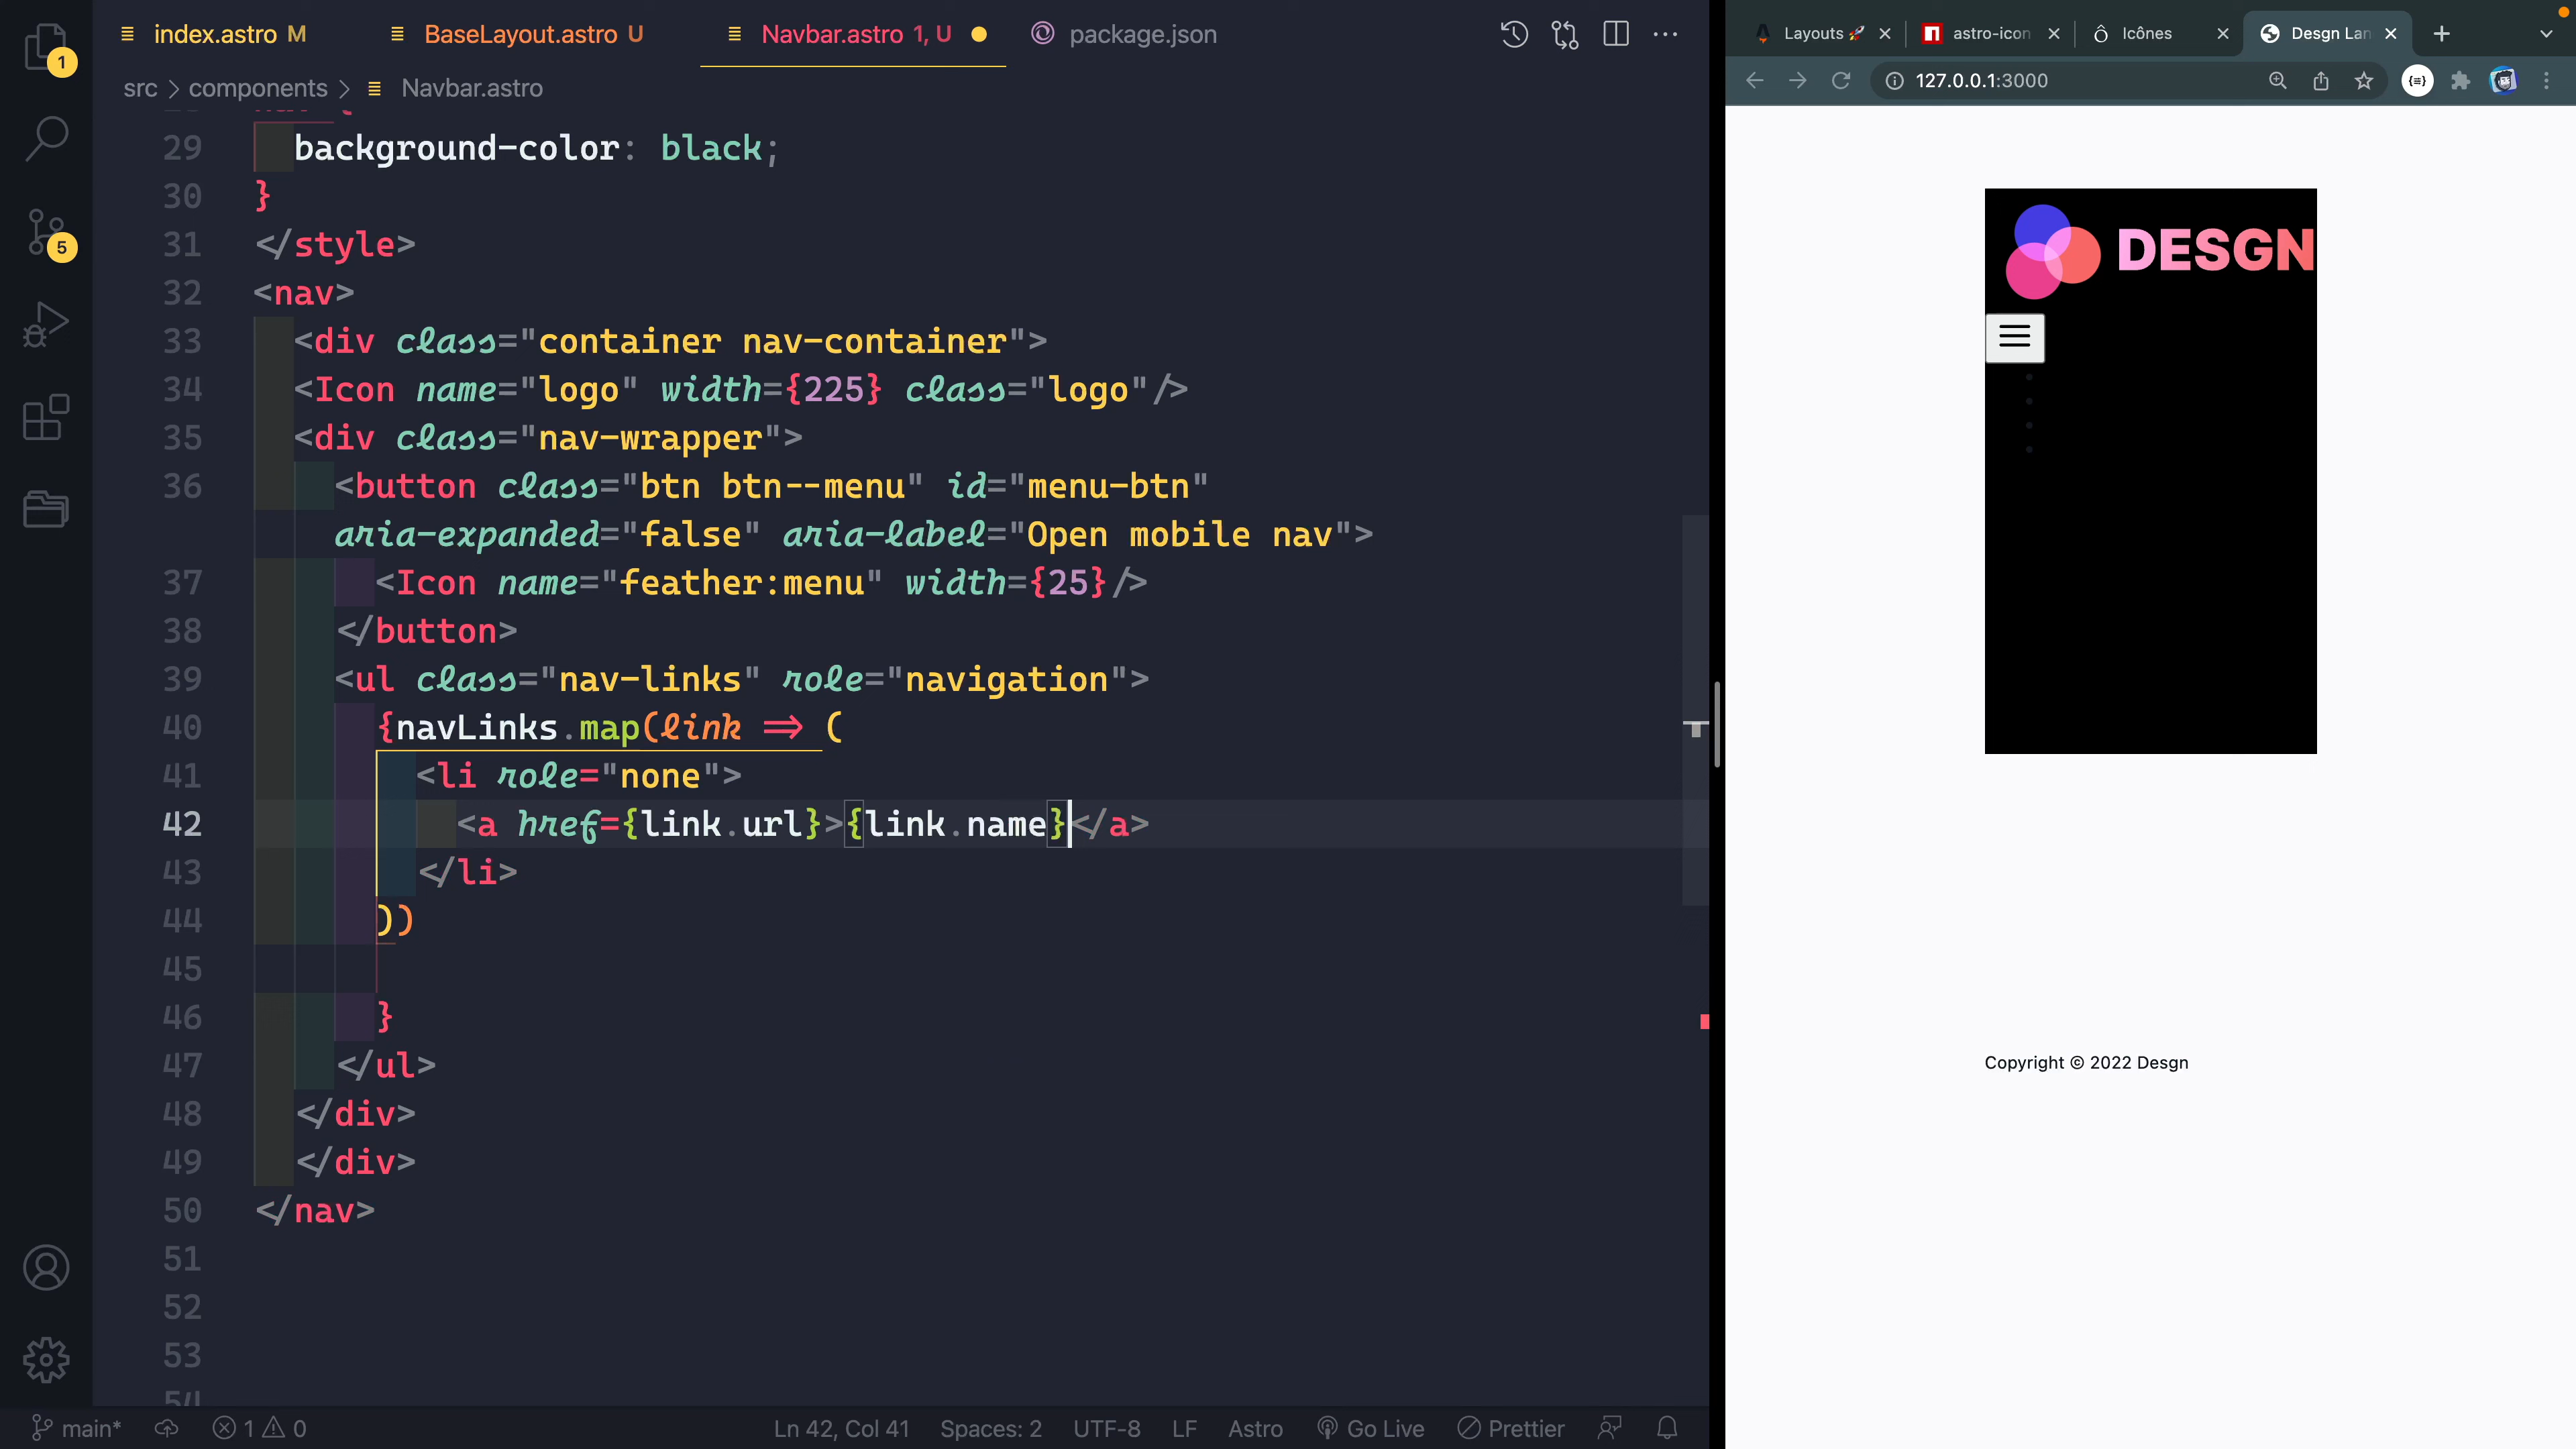 index.astro M
BaseLayout.astro U
Navbar.astro 1, U
package.json
src > components > Navbar.astro
29 background-color: black;
30 }
31 </style>
32 <nav>
33 <div class="container nav-container">
34 <Icon name="logo" width={225} class="logo"/>
35 <div class="nav-wrapper">
36 <button class="btn btn--menu" id="menu-btn"
aria-expanded="false" aria-label="Open mobile nav">
37 <Icon name="feather:menu" width={25}/>
38 </button>
39 <ul class="nav-links" role="navigation">
40 {navLinks.map(link => (
41 <li role="none">
42 <a href={link.url}>{link.name}</a>
43 </li>
44 ))
45
46 }
47 </ul>
48 </div>
49 </div>
50 </nav>
51
52
53
54
1
5
main*
1
0
Ln 42, Col 41
Spaces: 2
UTF-8
LF
Astro
Go Live
Prettier
Layouts 🚀
astro-icon
Icônes
Desgn Lan
127.0.0.1:3000
DESGN
Copyright © 2022 Desgn